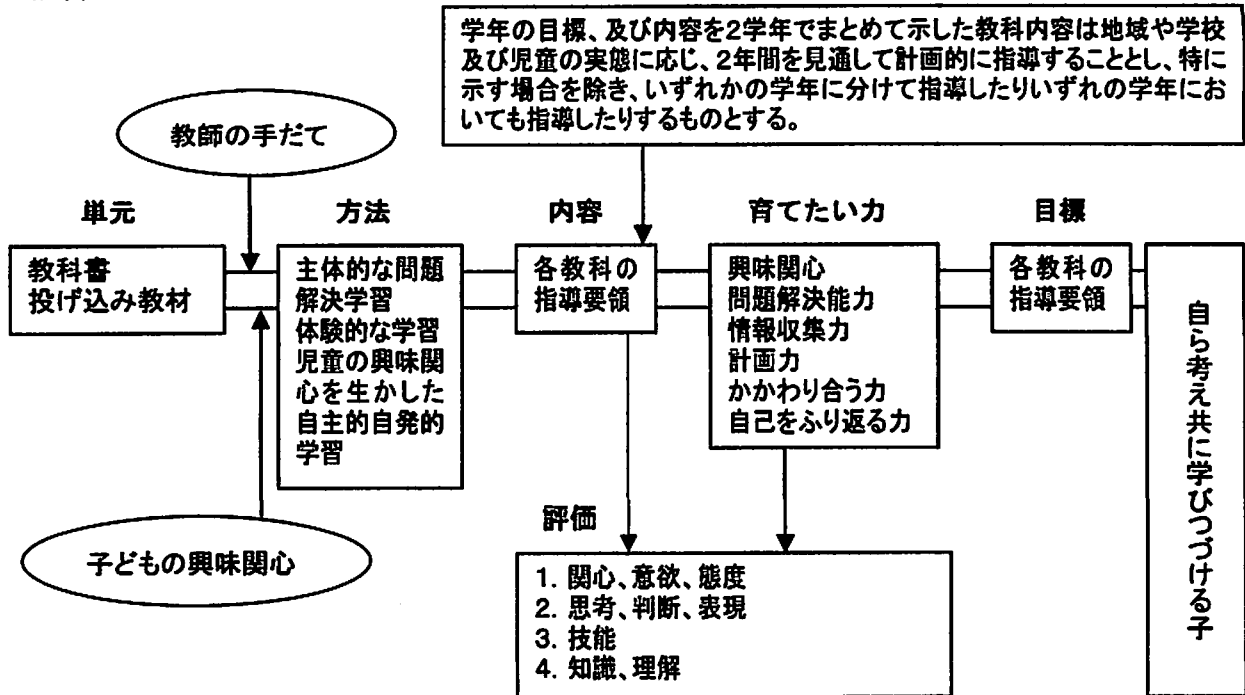 学年の目標、及び内容を2学年でまとめて示した教科内容は地域や学校
及び児童の実態に応じ、2年間を見通して計画的に指導することとし、特に
示す場合を除き、いずれかの学年に分けて指導したりいずれの学年にお
いても指導したりするものとする。
教師の手だて
単元
方法
内容
育てたい力
目標
教科書
投げ込み教材
主体的な問題
解決学習
体験的な学習
児童の興味関
心を生かした
自主的自発的
学習
各教科の
指導要領
興味関心
問題解決能力
情報収集力
計画力
かかわり合う力
自己をふり返る力
各教科の
指導要領
自ら考え共に学びつづける子
子どもの興味関心
評価
1. 関心、意欲、態度
2. 思考、判断、表現
3. 技能
4. 知識、理解